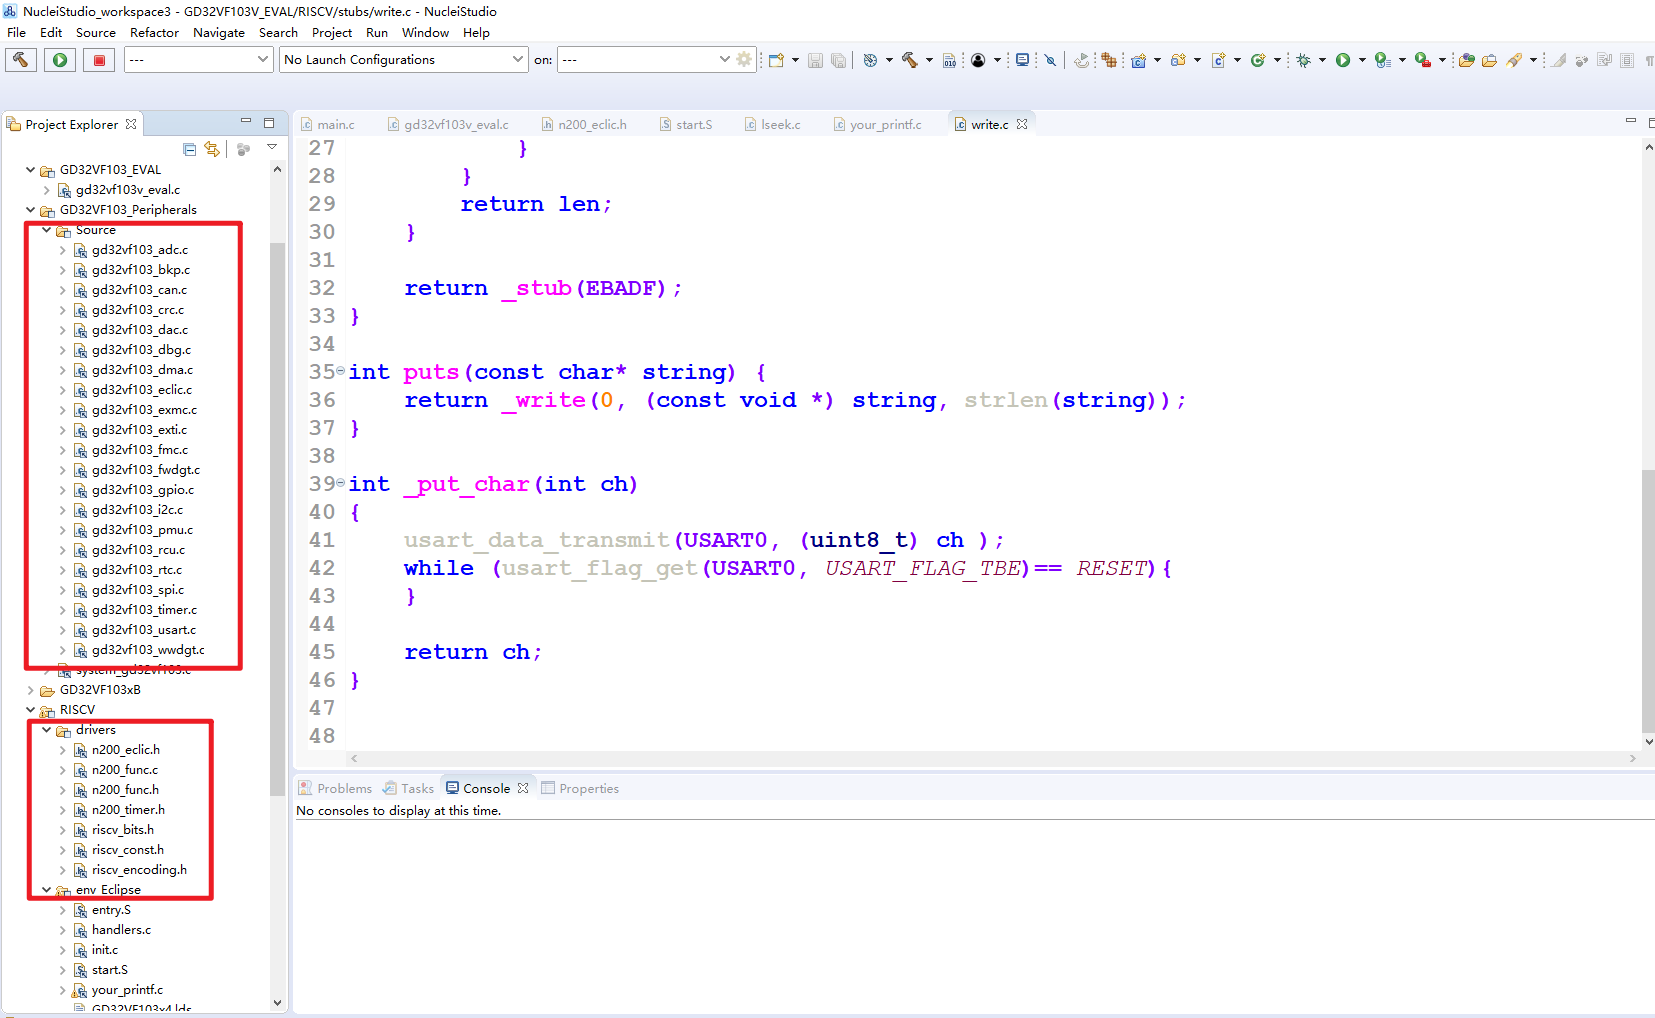 NucleiStudio_workspace3 - GD32VF103V_EVAL/RISCV/stubs/write.c - NucleiStudio
File Edit Source Refactor Navigate Search Project Run Window Help
--- No Launch Configurations on: ---
Project Explorer
GD32VF103_EVAL
gd32vf103v_eval.c
GD32VF103_Peripherals
Source
gd32vf103_adc.c
gd32vf103_bkp.c
gd32vf103_can.c
gd32vf103_crc.c
gd32vf103_dac.c
gd32vf103_dbg.c
gd32vf103_dma.c
gd32vf103_eclic.c
gd32vf103_exmc.c
gd32vf103_exti.c
gd32vf103_fmc.c
gd32vf103_fwdgt.c
gd32vf103_gpio.c
gd32vf103_i2c.c
gd32vf103_pmu.c
gd32vf103_rcu.c
gd32vf103_rtc.c
gd32vf103_spi.c
gd32vf103_timer.c
gd32vf103_usart.c
gd32vf103_wwdgt.c
system_gd32vf103.c
GD32VF103xB
RISCV
drivers
n200_eclic.h
n200_func.c
n200_func.h
n200_timer.h
riscv_bits.h
riscv_const.h
riscv_encoding.h
env_Eclipse
entry.S
handlers.c
init.c
start.S
your_printf.c
GD32VF103x4.lds
main.c gd32vf103v_eval.c n200_eclic.h start.S lseek.c your_printf.c write.c
27 }
28 }
29 return len;
30 }
31
32 return _stub(EBADF);
33 }
34
35 int puts(const char* string) {
36 return _write(0, (const void *) string, strlen(string));
37 }
38
39 int _put_char(int ch)
40 {
41 usart_data_transmit(USART0, (uint8_t) ch );
42 while (usart_flag_get(USART0, USART_FLAG_TBE)== RESET){
43 }
44
45 return ch;
46 }
47
48
Problems Tasks Console Properties
No consoles to display at this time.